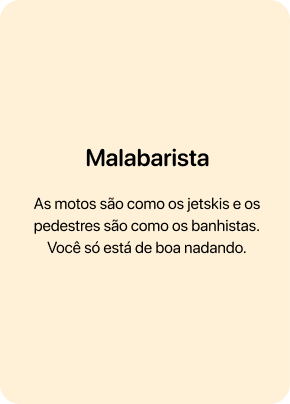 Malabarista
As motos são como os jetskis e os
pedestres são como os banhistas.
Você só está de boa nadando.